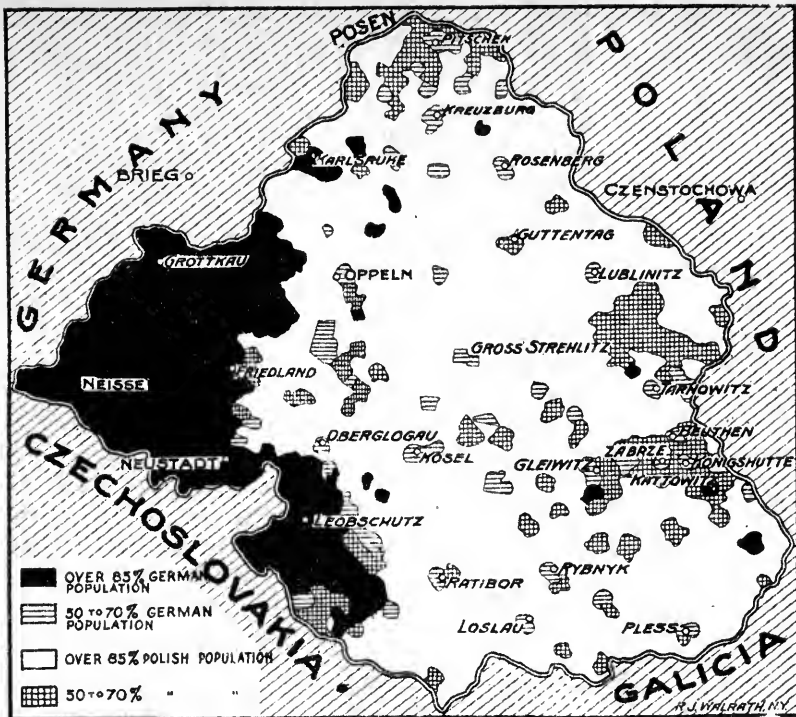 POSEN
PITSCHEN
POLAND
GERMANY
KREUZBURG
KARLSRUHE
ROSENBERG
BRIEG
CZĘNSTOCHOWA
GUTTENTAG
GROTTKAU
OPPELN
LUBLINITZ
GROSS STREHLITZ
FRIEDLAND
NEISSE
TARNOWITZ
BEUTHEN
OBERGLOGAU
ZABRZE
KOSEL
GLEIWITZ
KÖNIGSHUTTE
NEUSTADT
KATTOWITZ
CZECHOSLOVAKIA
LEOBSCHUTZ
RYBNYK
RATIBOR
LOSLAU
PLESS
GALICIA
OVER 85% GERMAN
POPULATION
50 TO 70% GERMAN
POPULATION
OVER 85% POLISH POPULATION
50 TO 70% " "
R.J. WALRATH, N.Y.